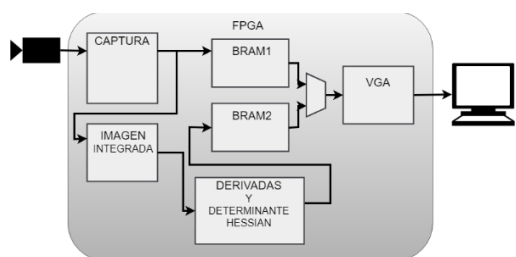 FPGA
CAPTURA
BRAM1
VGA
BRAM2
IMAGEN
INTEGRADA
DERIVADAS
Y
DETERMINANTE
HESSIAN